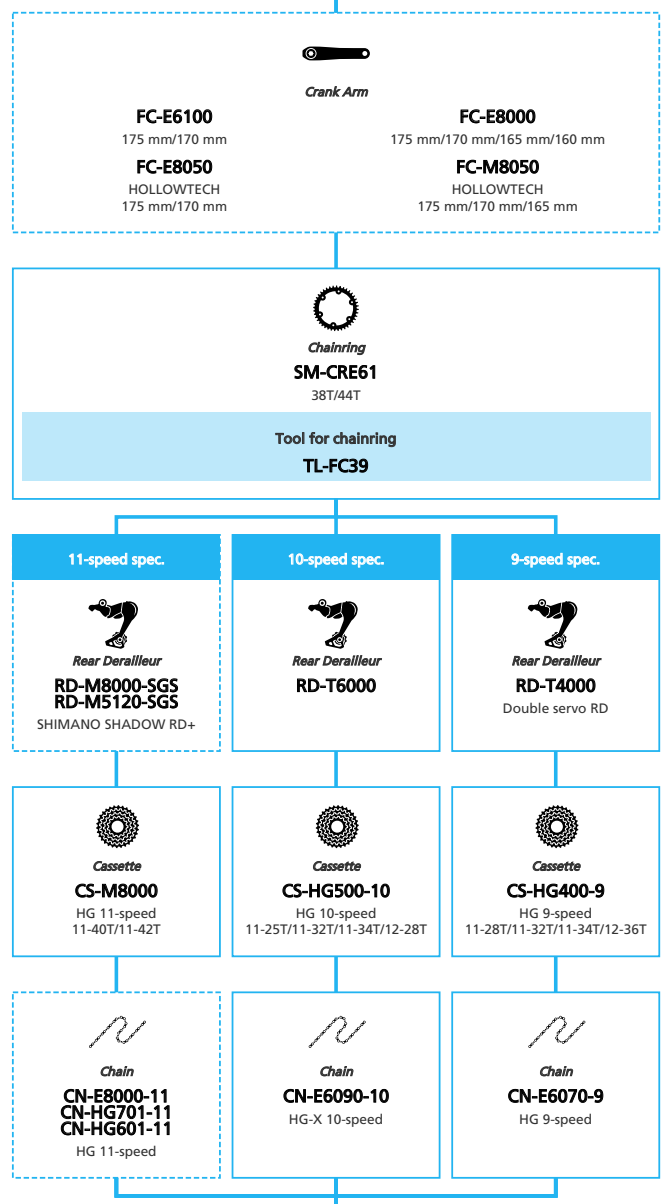 Crank Arm
FC-E6100
175 mm/170 mm
FC-E8050
HOLLOWTECH
175 mm/170 mm
FC-E8000
175 mm/170 mm/165 mm/160 mm
FC-M8050
HOLLOWTECH
175 mm/170 mm/165 mm
Chainring
SM-CRE61
38T/44T
Tool for chainring
TL-FC39
11-speed spec.
Rear Derailleur
RD-M8000-SGS
RD-M5120-SGS
SHIMANO SHADOW RD+
Cassette
CS-M8000
HG 11-speed
11-40T/11-42T
Chain
CN-E8000-11
CN-HG701-11
CN-HG601-11
HG 11-speed
10-speed spec.
Rear Derailleur
RD-T6000
Cassette
CS-HG500-10
HG 10-speed
11-25T/11-32T/11-34T/12-28T
Chain
CN-E6090-10
HG-X 10-speed
9-speed spec.
Rear Derailleur
RD-T4000
Double servo RD
Cassette
CS-HG400-9
HG 9-speed
11-28T/11-32T/11-34T/12-36T
Chain
CN-E6070-9
HG 9-speed